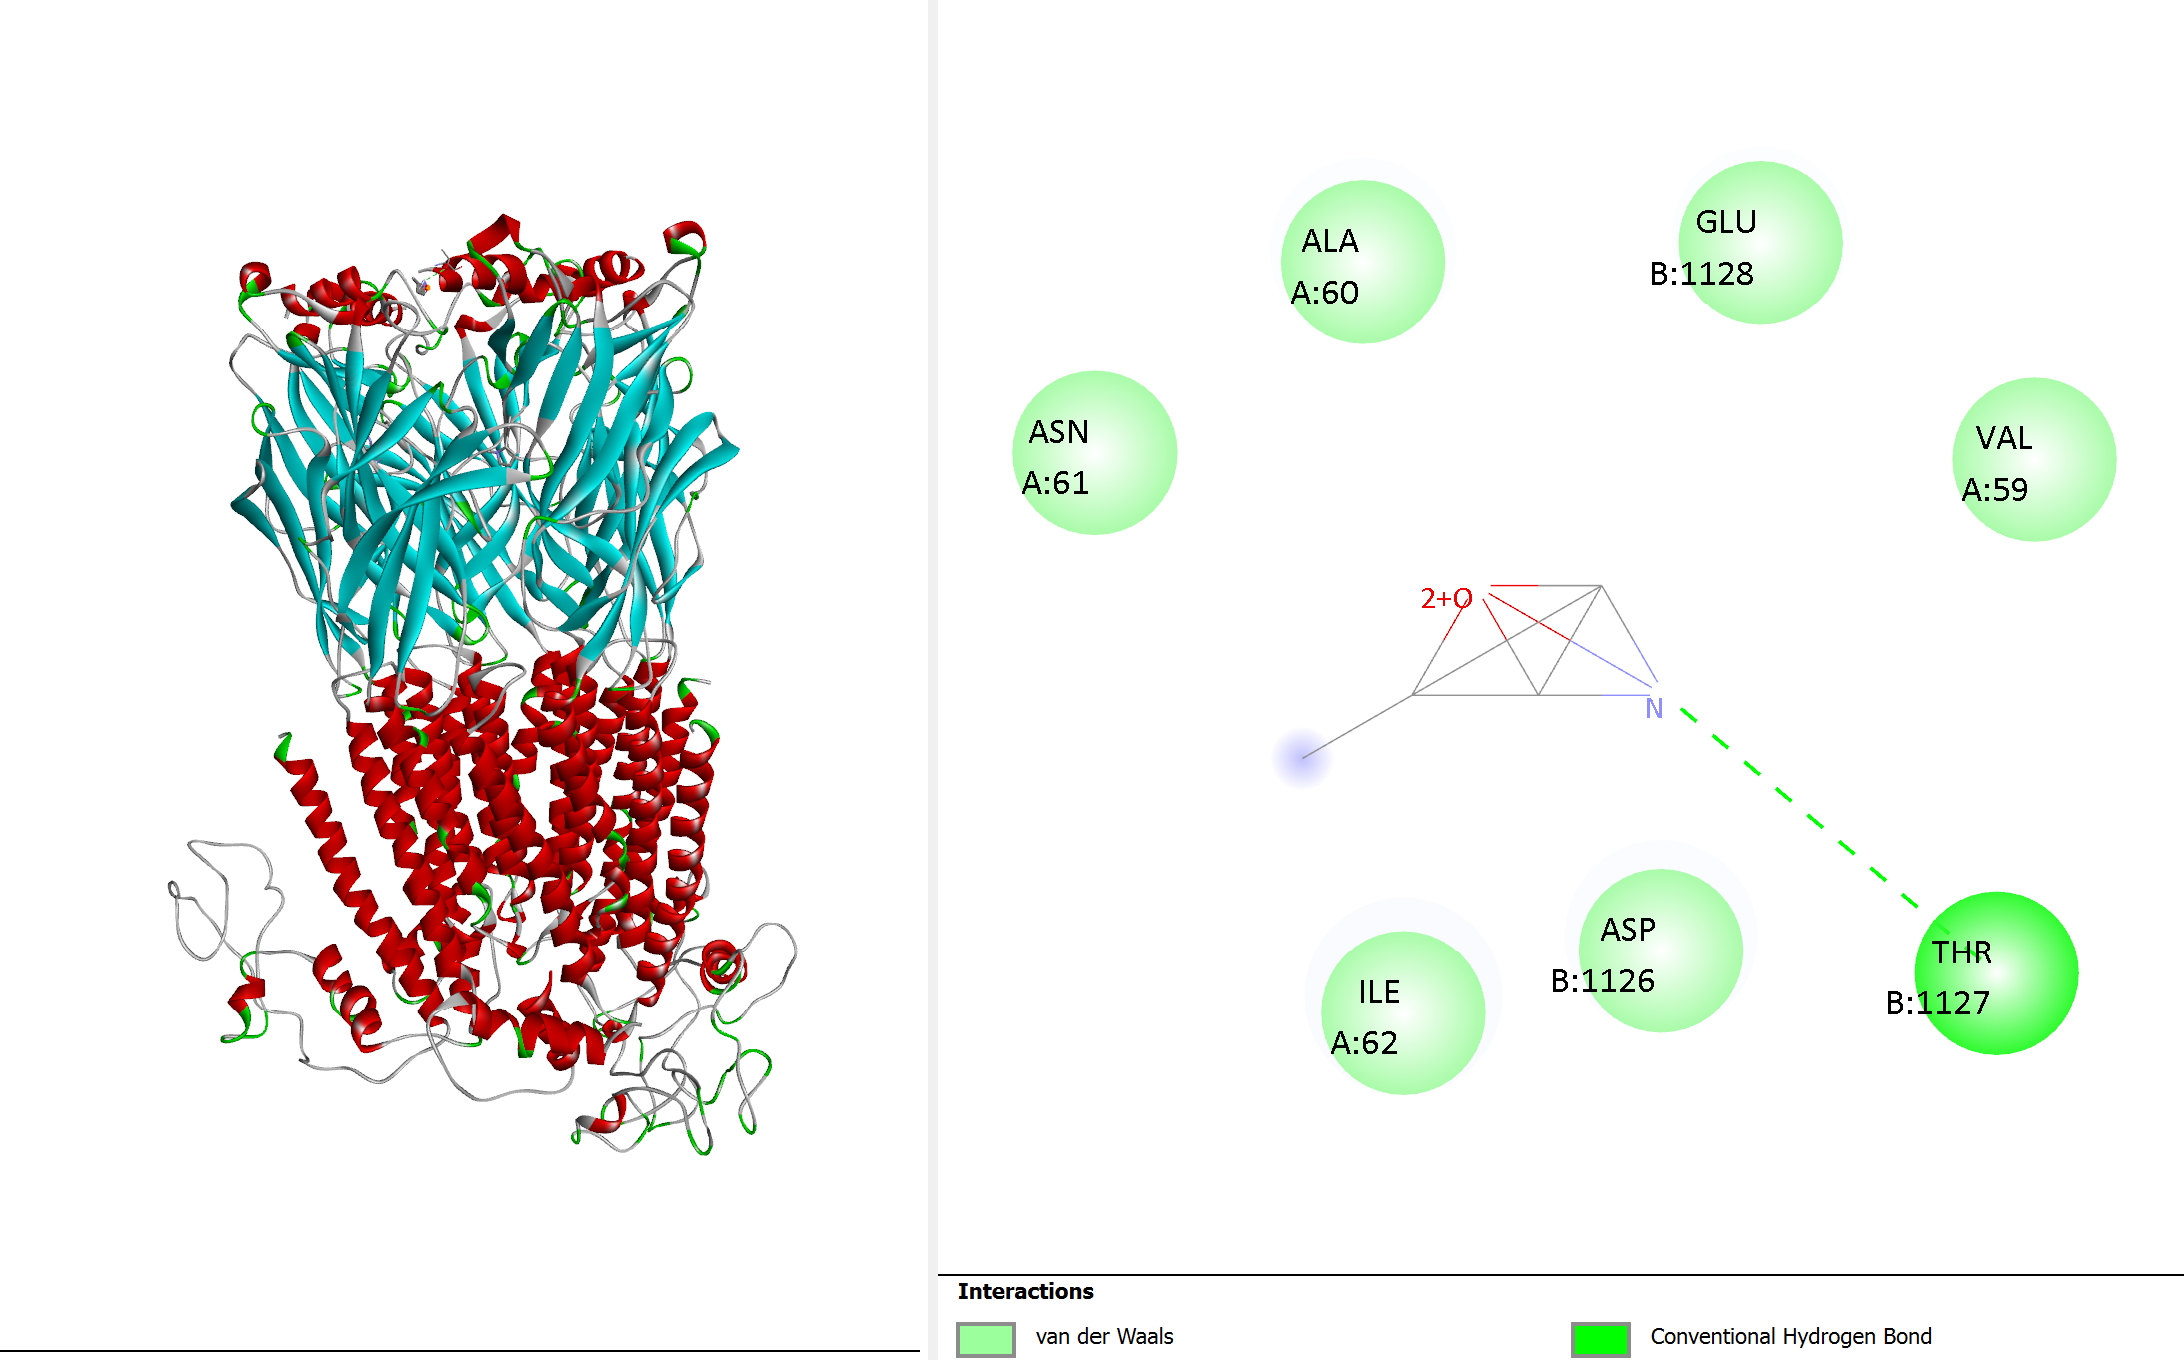 ALA
A:60
GLU
B:1128
ASN
A:61
VAL
A:59
2+O
N
ASP
B:1126
THR
B:1127
ILE
A:62
Interactions
van der Waals
Conventional Hydrogen Bond